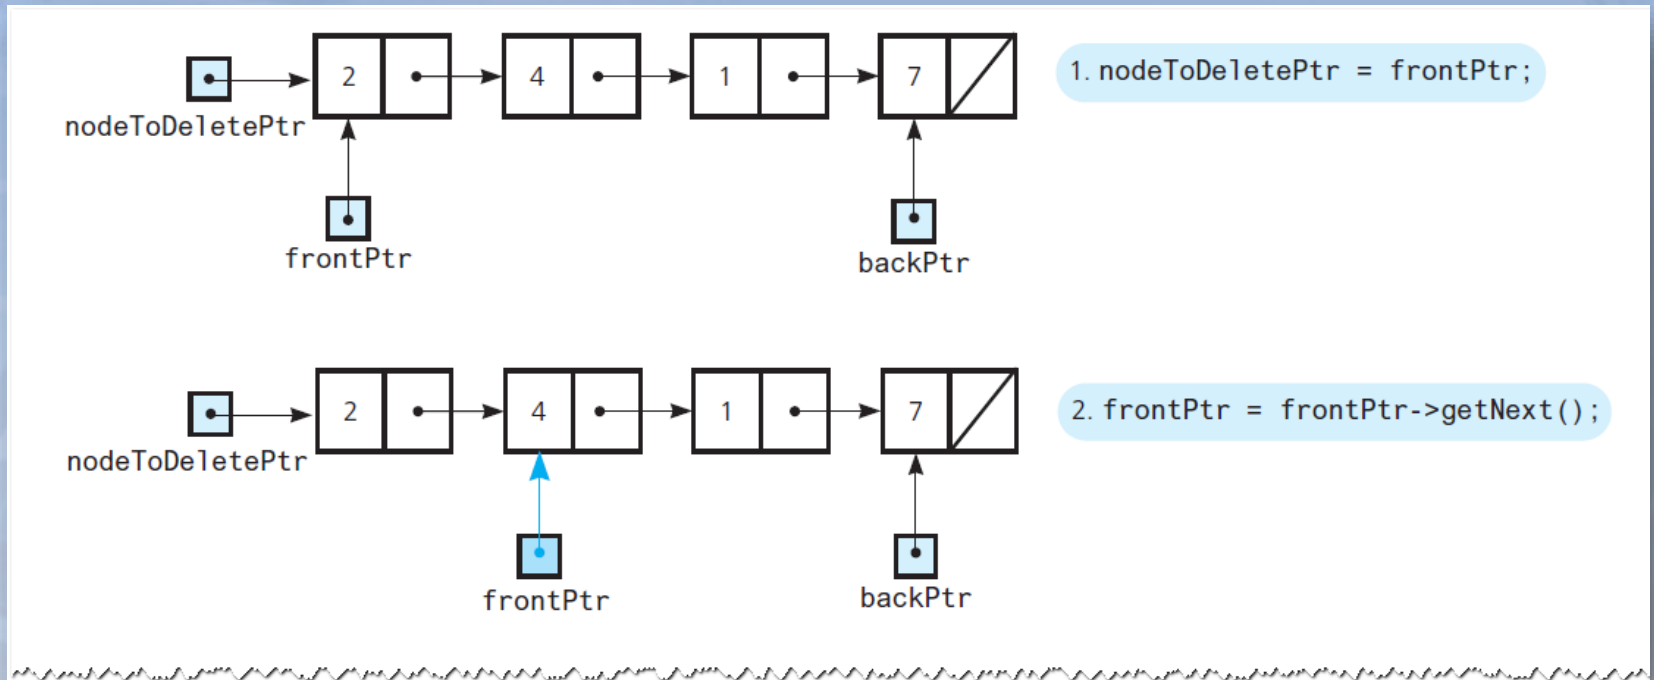 2 4 1 7 1. nodeToDeletePtr = frontPtr;
nodeToDeletePtr
frontPtr backPtr
2 4 1 7 2. frontPtr = frontPtr->getNext();
nodeToDeletePtr
frontPtr backPtr